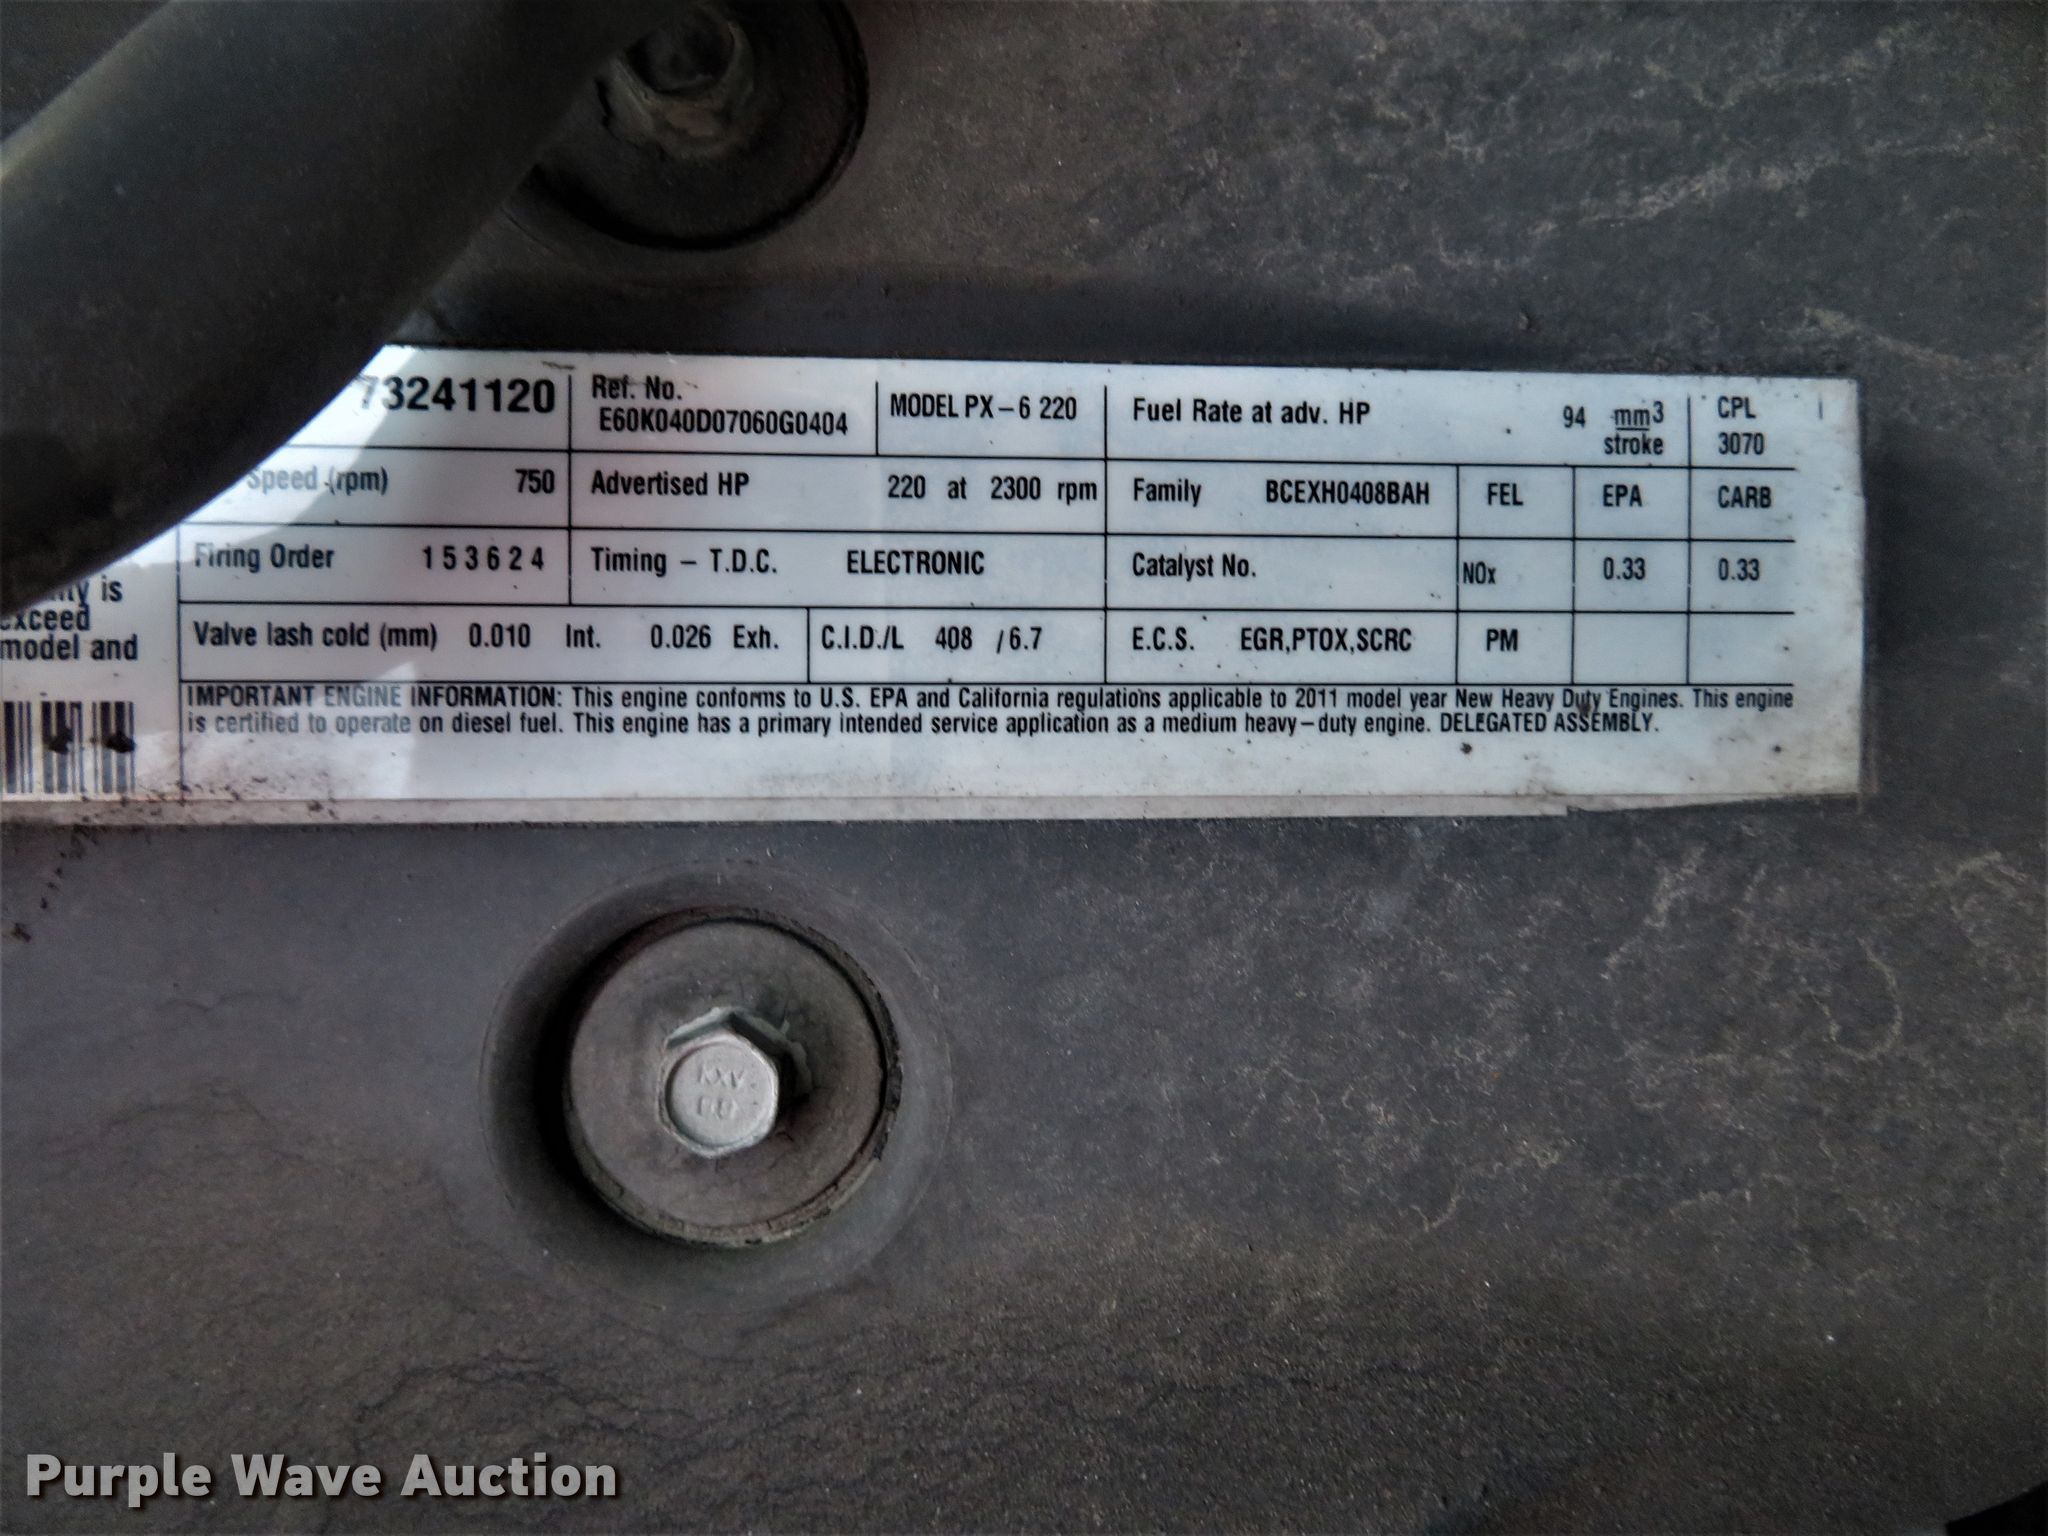 73241120
Ref. No.
E60K040D07060G0404
MODEL PX-6 220
Fuel Rate at adv. HP 94 mm3
stroke
CPL
3070
Speed (rpm) 750
Advertised HP 220 at 2300 rpm
Family BCEXH0408BAH
FEL EPA CARB
Firing Order 1 5 3 6 2 4
Timing - T.D.C. ELECTRONIC
Catalyst No.
NOx 0.33 0.33
is
exceed
model and
Valve lash cold (mm) 0.010 Int. 0.026 Exh.
C.I.D./L 408 /6.7
E.C.S. EGR,PTOX,SCRC
PM
IMPORTANT ENGINE INFORMATION: This engine conforms to U.S. EPA and California regulations applicable to 2011 model year New Heavy Duty Engines. This engine
is certified to operate on diesel fuel. This engine has a primary intended service application as a medium heavy-duty engine. DELEGATED ASSEMBLY.
Purple Wave Auction